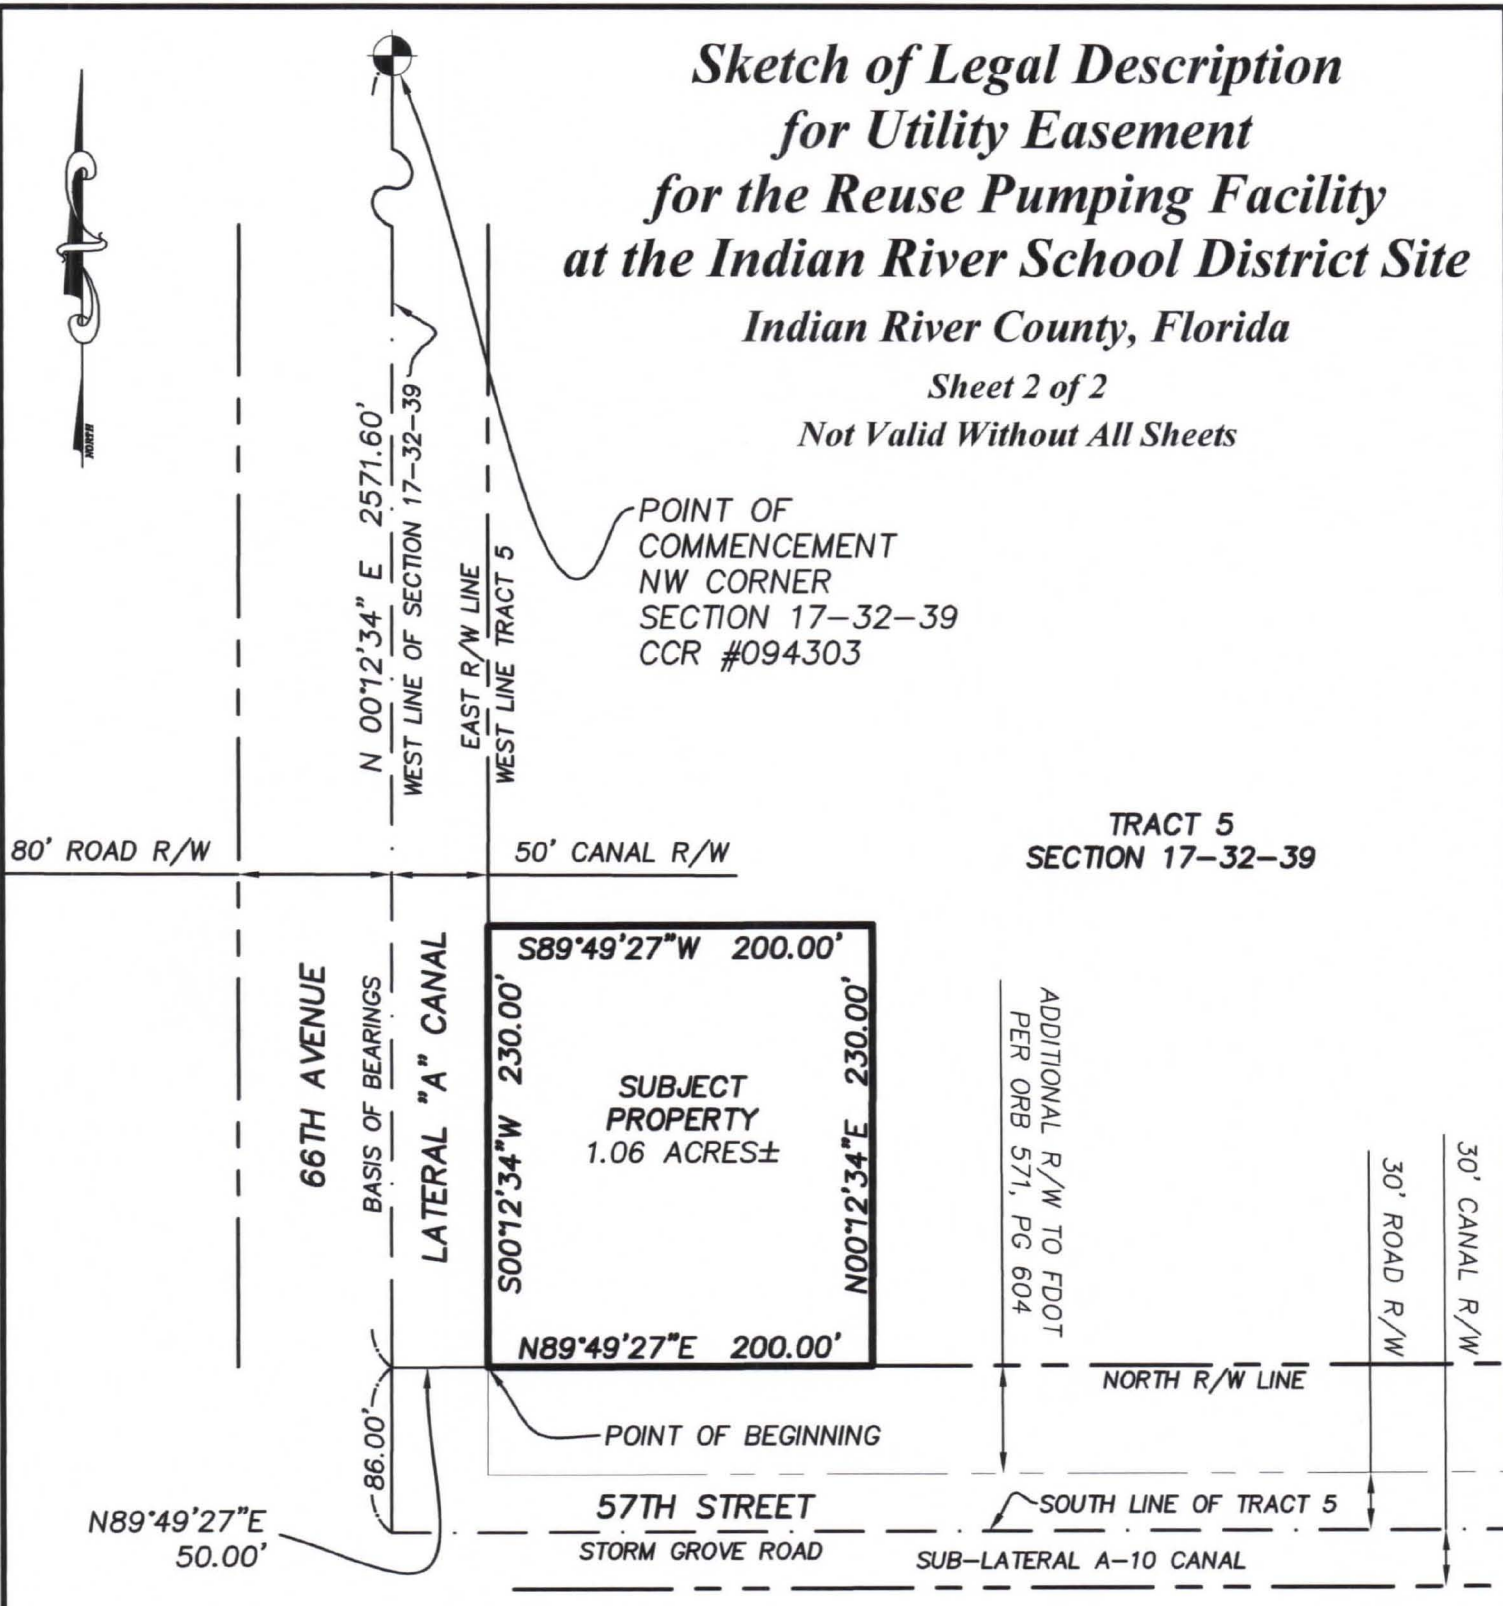 Sketch of Legal Description
for Utility Easement
for the Reuse Pumping Facility
at the Indian River School District Site
Indian River County, Florida
Sheet 2 of 2
Not Valid Without All Sheets
NORTH
N 00°12'34" E 2571.60'
WEST LINE OF SECTION 17-32-39
EAST R/W LINE
WEST LINE TRACT 5
POINT OF
COMMENCEMENT
NW CORNER
SECTION 17-32-39
CCR #094303
80' ROAD R/W
50' CANAL R/W
TRACT 5
SECTION 17-32-39
66TH AVENUE
BASIS OF BEARINGS
LATERAL "A" CANAL
S89°49'27"W 200.00'
S00°12'34"W 230.00'
SUBJECT
PROPERTY
1.06 ACRES±
N00°12'34"E 230.00'
N89°49'27"E 200.00'
ADDITIONAL R/W TO FDOT
PER ORB 571, PG 604
30' ROAD R/W
30' CANAL R/W
NORTH R/W LINE
POINT OF BEGINNING
86.00'
N89°49'27"E
50.00'
57TH STREET
SOUTH LINE OF TRACT 5
STORM GROVE ROAD
SUB-LATERAL A-10 CANAL